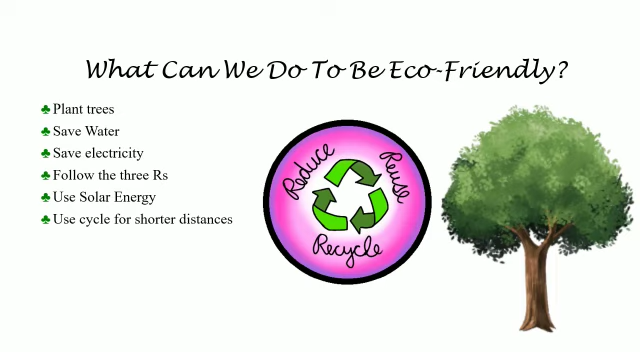 What Can We Do To Be Eco-Friendly?
♣ Plant trees
♣ Save Water
♣ Save electricity
♣ Follow the three Rs
♣ Use Solar Energy
♣ Use cycle for shorter distances
Reduce
Reuse
Recycle